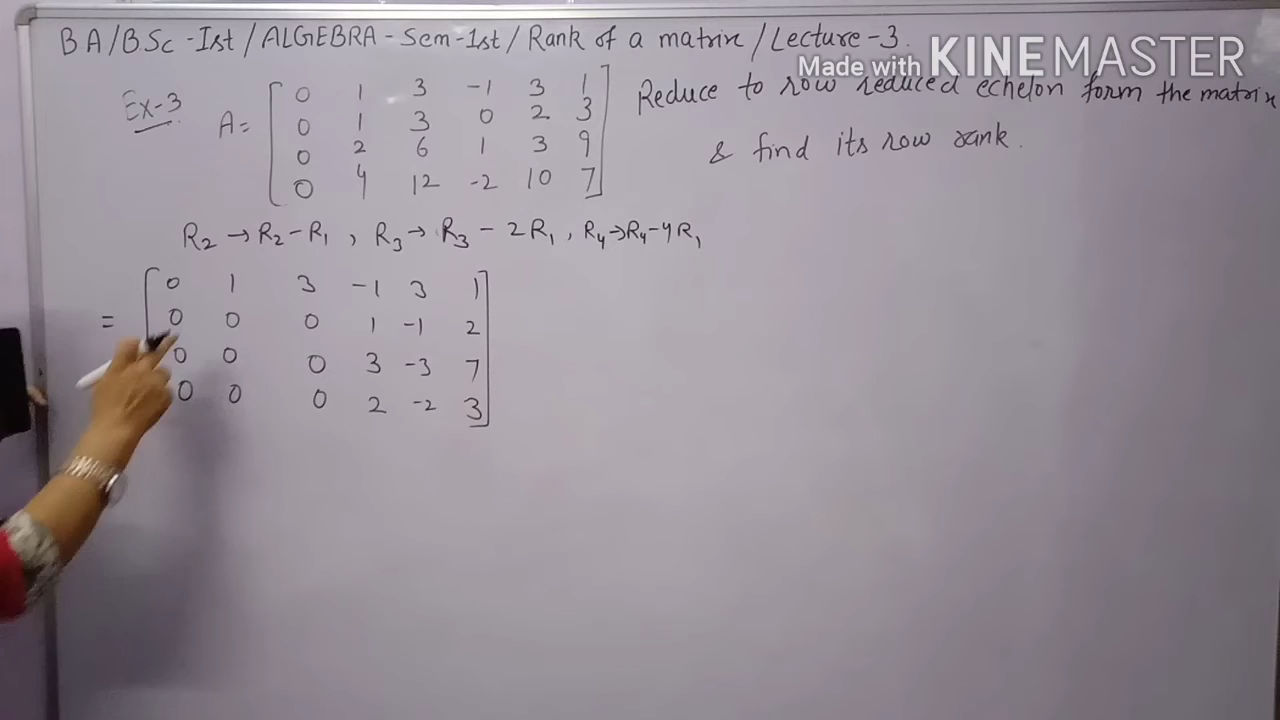 BA/BSc-Ist/ALGEBRA-Sem-1st/Rank of a matrix/Lecture-3.
Made with KINEMASTER
Ex-3 A= [ 0 1 3 -1 3 1 ] Reduce to row reduced echelon form the matrix
0 1 3 0 2 3
& find its row rank.
0 2 6 1 3 9
0 4 12 -2 10 7
R2→R2-R1, R3→R3-2R1, R4→R4-4R1
[ 0 1 3 -1 3 1 ]
= 0 0 0 1 -1 2
0 0 0 3 -3 7
0 0 0 2 -2 3